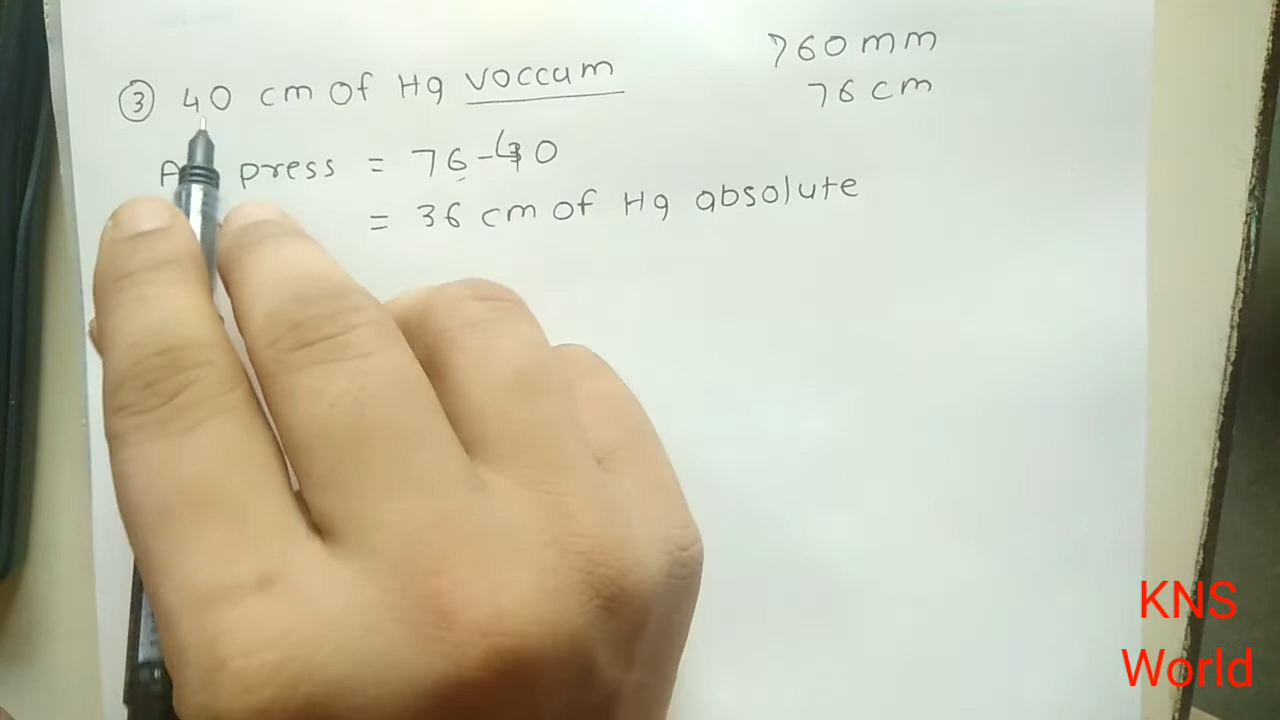 ③ 40 cm of Hg voccum
760 mm
76 cm
press = 76-40
= 36 cm of Hg absolute
KNS
World